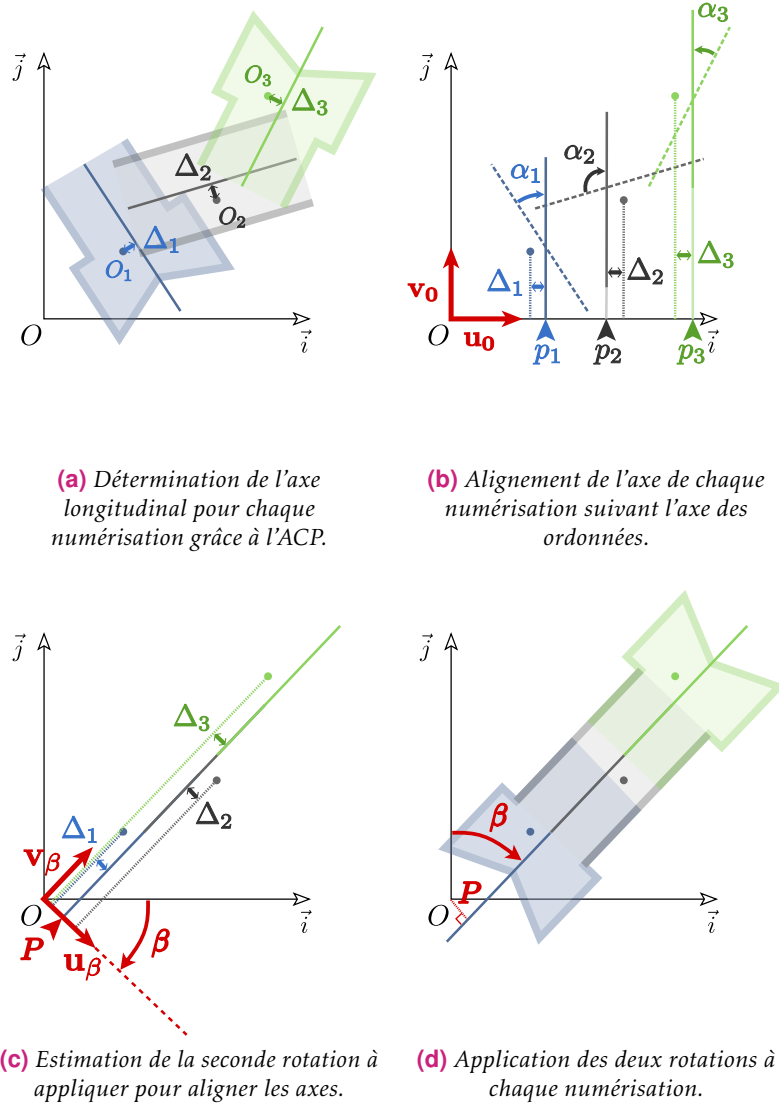 j⃗
O₃
Δ₃
Δ₂
O₂
Δ₁
O₁
O
i⃗
α₃
j⃗
α₂
α₁
Δ₁
Δ₂
Δ₃
v₀
O
u₀
p₁
p₂
p₃
i⃗
(a) Détermination de l'axe
longitudinal pour chaque
numérisation grâce à l'ACP.
(b) Alignement de l'axe de chaque
numérisation suivant l'axe des
ordonnées.
j⃗
Δ₃
Δ₂
Δ₁
v_β
O
P
u_β
β
i⃗
j⃗
β
P
O
i⃗
(c) Estimation de la seconde rotation à
appliquer pour aligner les axes.
(d) Application des deux rotations à
chaque numérisation.